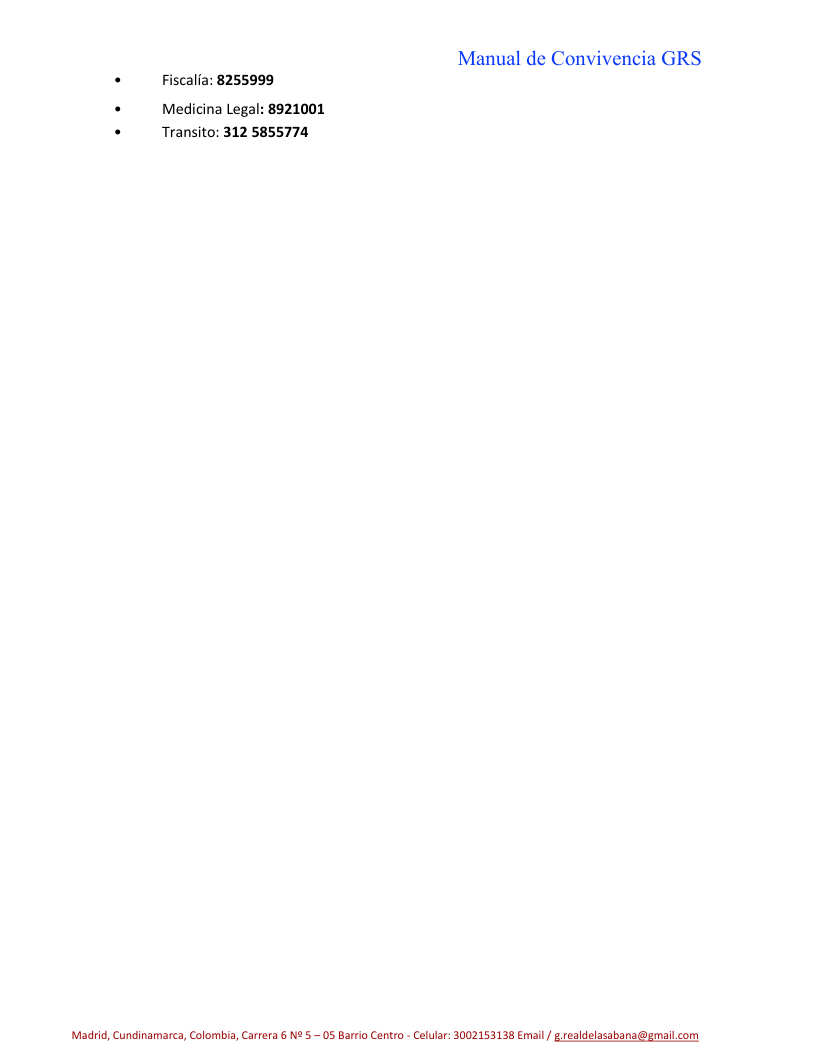 Manual de Convivencia GRS
• Fiscalía: 8255999
• Medicina Legal: 8921001
• Transito: 312 5855774
Madrid, Cundinamarca, Colombia, Carrera 6 Nº 5 – 05 Barrio Centro - Celular: 3002153138 Email / g.realdelasabana@gmail.com